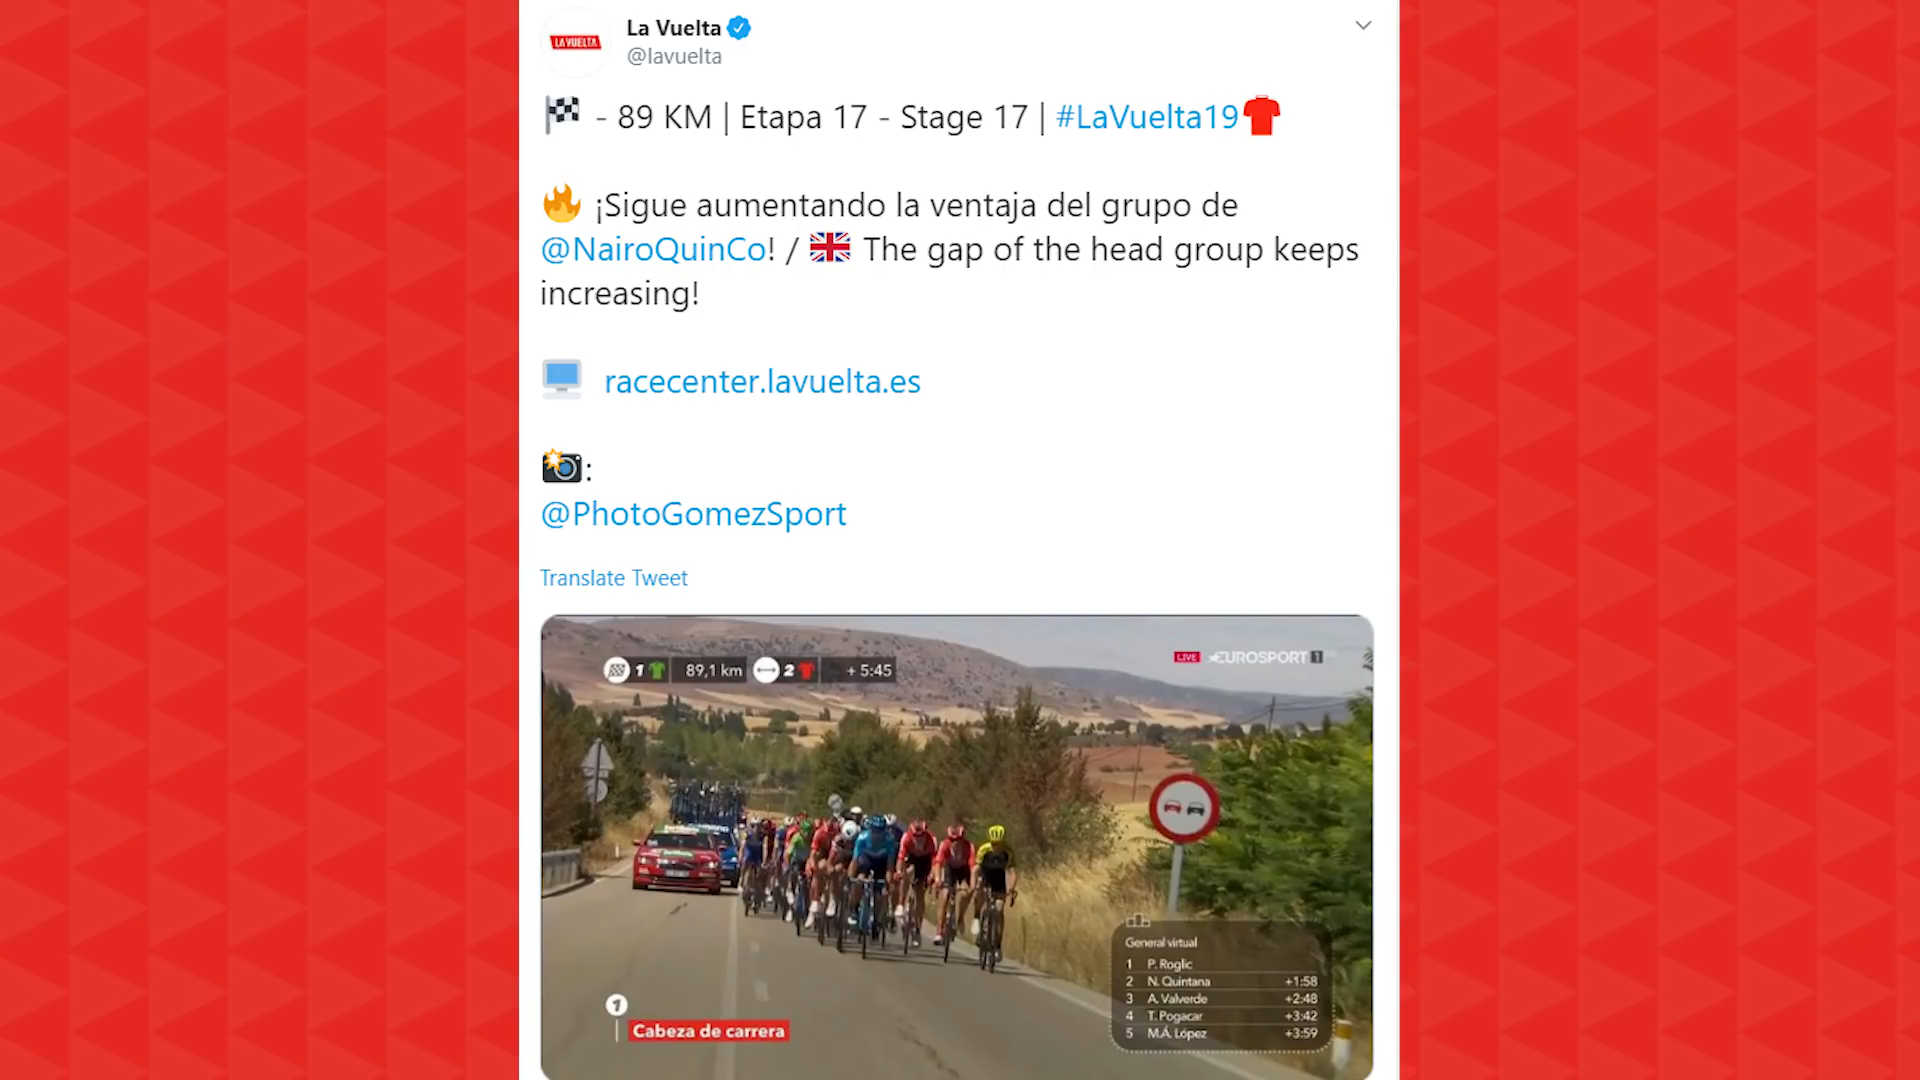 LA VUELTA
La Vuelta
@lavuelta
- 89 KM | Etapa 17 - Stage 17 | #LaVuelta19
¡Sigue aumentando la ventaja del grupo de
@NairoQuinCo! / The gap of the head group keeps
increasing!
racecenter.lavuelta.es
:
@PhotoGomezSport
Translate Tweet
1 89,1 km 2 + 5:45
LIVE EUROSPORT 1
General virtual
1 P. Roglic
2 N. Quintana +1:58
3 A. Valverde +2:48
4 T. Pogacar +3:42
5 M.Á. López +3:59
1
Cabeza de carrera